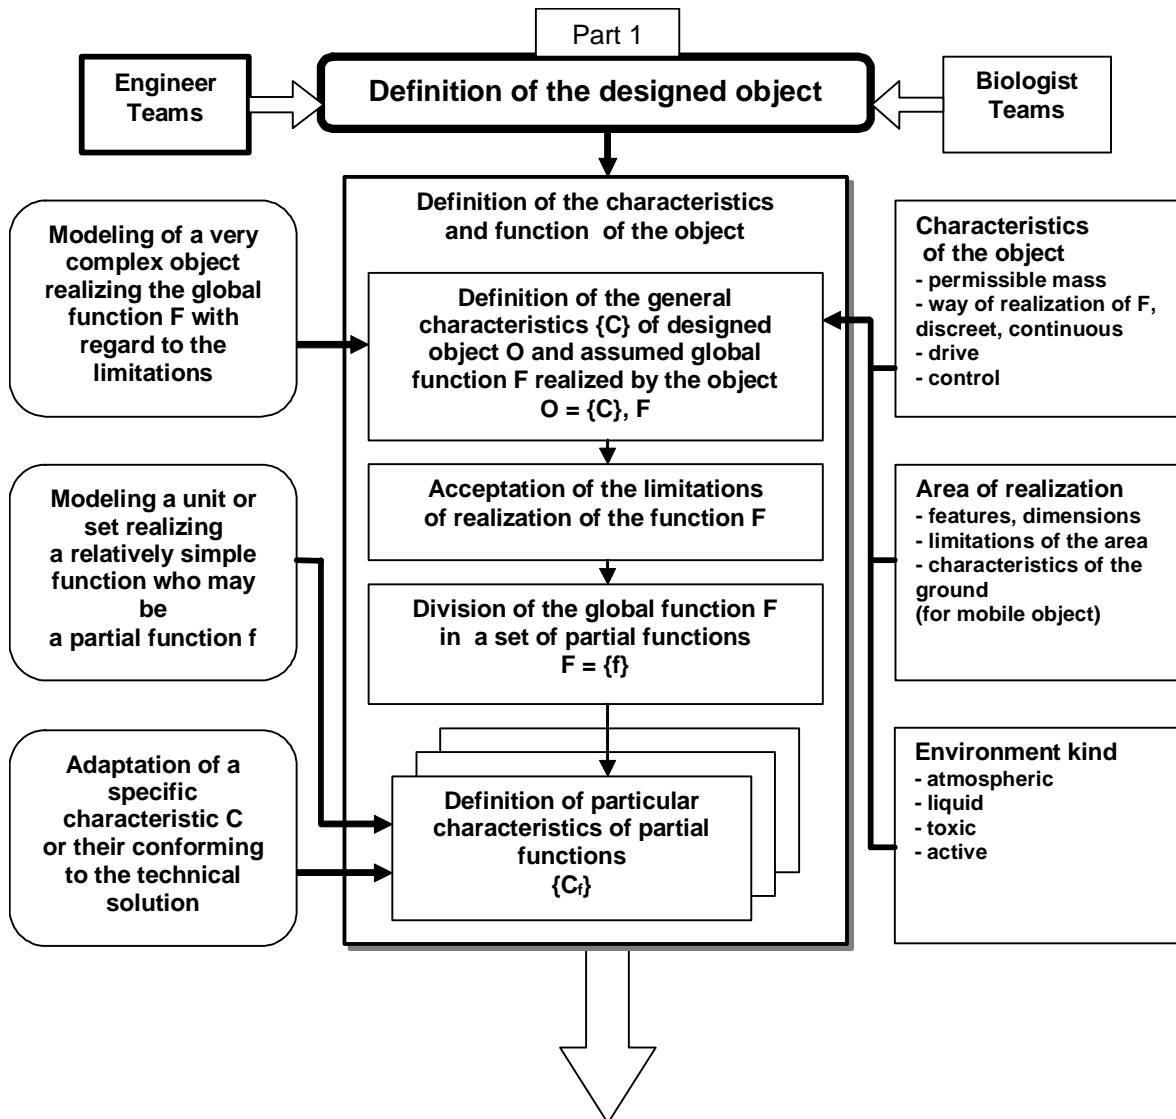 Part 1
Engineer
Teams
Definition of the designed object
Biologist
Teams
Definition of the characteristics
and function of the object
Modeling of a very
complex object
realizing the global
function F with
regard to the
limitations
Definition of the general
characteristics {C} of designed
object O and assumed global
function F realized by the object
O = {C}, F
Characteristics
of the object
- permissible mass
- way of realization of F,
discreet, continuous
- drive
- control
Modeling a unit or
set realizing
a relatively simple
function who may
be
a partial function f
Acceptation of the limitations
of realization of the function F
Area of realization
- features, dimensions
- limitations of the area
- characteristics of the
ground
(for mobile object)
Division of the global function F
in a set of partial functions
F = {f}
Adaptation of a
specific
characteristic C
or their conforming
to the technical
solution
Definition of particular
characteristics of partial
functions
{Cf}
Environment kind
- atmospheric
- liquid
- toxic
- active